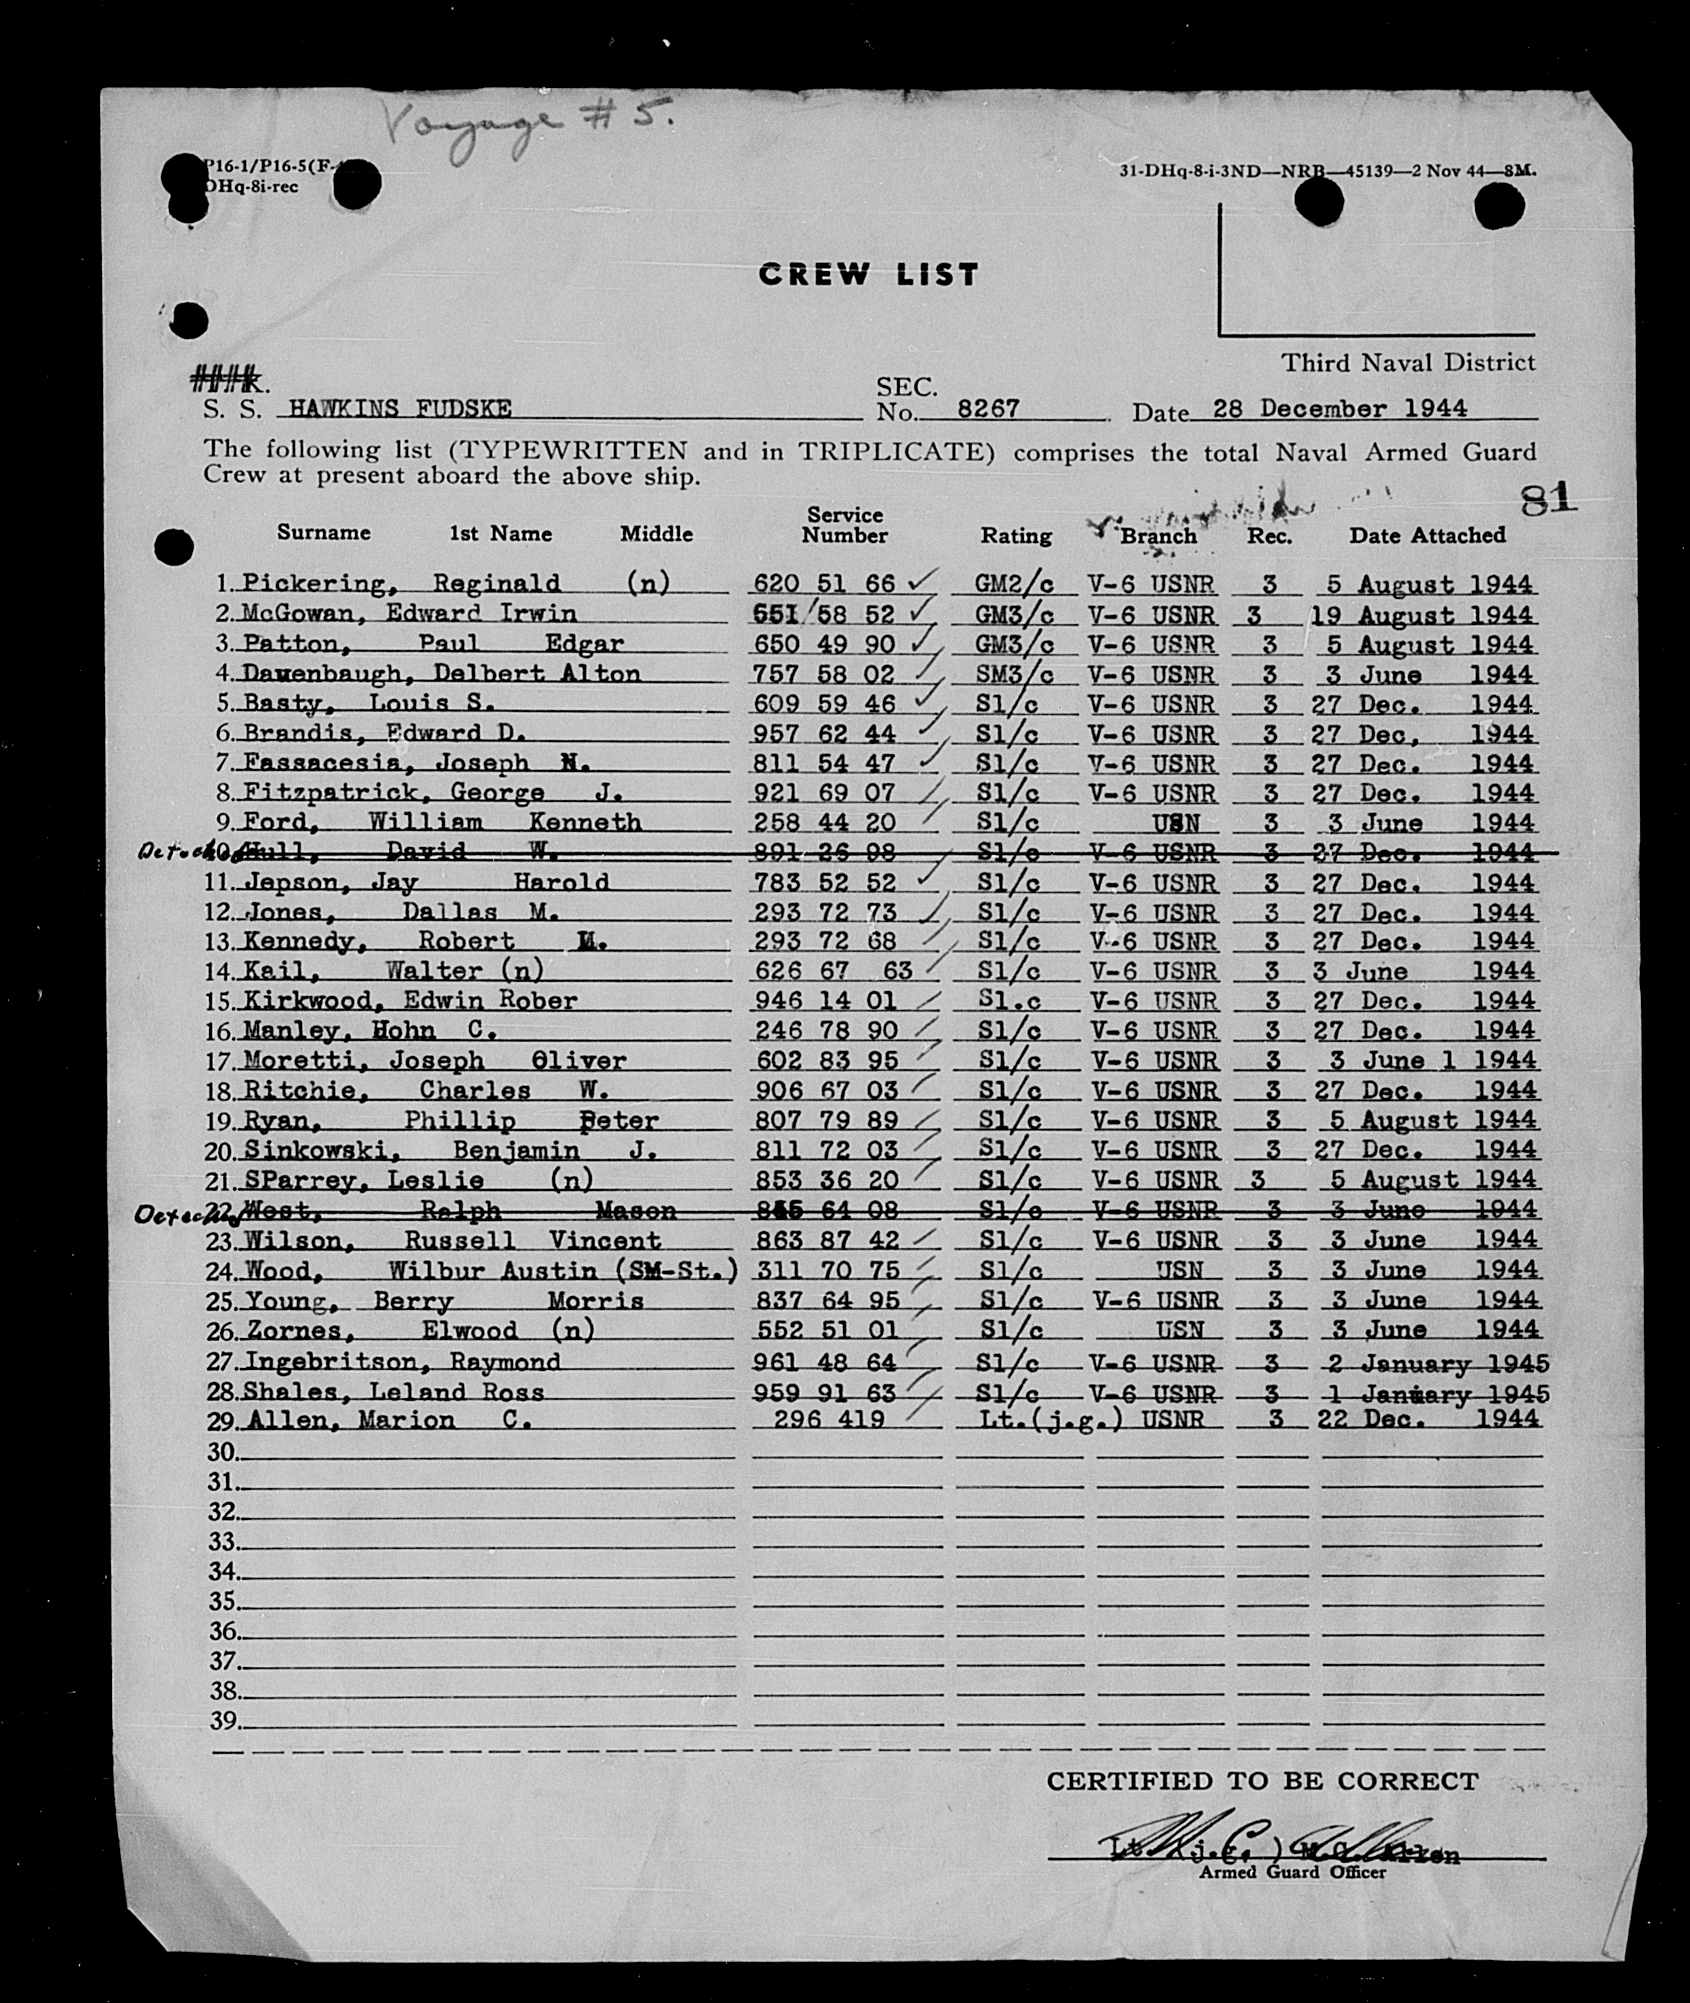 Voyage # 5.
P16-1/P16-5(F-
DHq-8i-rec
31-DHq-8-i-3ND—NRB—45139—2 Nov 44—8M.
CREW LIST
Third Naval District
S. S. HAWKINS FUDSKE SEC. No. 8267 Date 28 December 1944
The following list (TYPEWRITTEN and in TRIPLICATE) comprises the total Naval Armed Guard
Crew at present aboard the above ship.
81
Surname 1st Name Middle Service Number Rating Branch Rec. Date Attached
1. Pickering, Reginald (n) 620 51 66 ✓ GM2/c V-6 USNR 3 5 August 1944
2. McGowan, Edward Irwin 651/58 52 ✓ GM3/c V-6 USNR 3 19 August 1944
3. Patton, Paul Edgar 650 49 90 ✓ GM3/c V-6 USNR 3 5 August 1944
4. Dauenbaugh, Delbert Alton 757 58 02 ✓ SM3/c V-6 USNR 3 3 June 1944
5. Basty, Louis S. 609 59 46 ✓ S1/c V-6 USNR 3 27 Dec. 1944
6. Brandis, Edward D. 957 62 44 ✓ S1/c V-6 USNR 3 27 Dec, 1944
7. Fassacesia, Joseph N. 811 54 47 ✓ S1/c V-6 USNR 3 27 Dec. 1944
8. Fitzpatrick, George J. 921 69 07 ✓ S1/c V-6 USNR 3 27 Dec. 1944
9. Ford, William Kenneth 258 44 20 ✓ S1/c USN 3 3 June 1944
Detached 10. Hull, David W. 891 26 98 S1/c V-6 USNR 3 27 Dec. 1944
11. Jepson, Jay Harold 783 52 52 ✓ S1/c V-6 USNR 3 27 Dec. 1944
12. Jones, Dallas M. 293 72 73 ✓ S1/c V-6 USNR 3 27 Dec. 1944
13. Kennedy, Robert M. 293 72 68 ✓ S1/c V-6 USNR 3 27 Dec. 1944
14. Kail, Walter (n) 626 67 63 ✓ S1/c V-6 USNR 3 3 June 1944
15. Kirkwood, Edwin Rober 946 14 01 ✓ S1.c V-6 USNR 3 27 Dec. 1944
16. Manley, Hohn C. 246 78 90 ✓ S1/c V-6 USNR 3 27 Dec. 1944
17. Moretti, Joseph Oliver 602 83 95 ✓ S1/c V-6 USNR 3 3 June 1 1944
18. Ritchie, Charles W. 906 67 03 ✓ S1/c V-6 USNR 3 27 Dec. 1944
19. Ryan, Phillip Peter 807 79 89 ✓ S1/c V-6 USNR 3 5 August 1944
20. Sinkowski, Benjamin J. 811 72 03 ✓ S1/c V-6 USNR 3 27 Dec. 1944
21. SParrey, Leslie (n) 853 36 20 ✓ S1/c V-6 USNR 3 5 August 1944
Detached 22. West, Ralph Mason 845 64 08 S1/c V-6 USNR 3 3 June 1944
23. Wilson, Russell Vincent 863 87 42 ✓ S1/c V-6 USNR 3 3 June 1944
24. Wood, Wilbur Austin (SM-St.) 311 70 75 ✓ S1/c USN 3 3 June 1944
25. Young, Berry Morris 837 64 95 ✓ S1/c V-6 USNR 3 3 June 1944
26. Zornes, Elwood (n) 552 51 01 ✓ S1/c USN 3 3 June 1944
27. Ingebritson, Raymond 961 48 64 ✓ S1/c V-6 USNR 3 2 January 1945
28. Shales, Leland Ross 959 91 63 ✓ S1/c V-6 USNR 3 1 January 1945
29. Allen, Marion C. 296 419 ✓ Lt.(j.g.) USNR 3 22 Dec. 1944
30.
31.
32.
33.
34.
35.
36.
37.
38.
39.
CERTIFIED TO BE CORRECT
Lt. (j.g.) M.C. Allen
Armed Guard Officer